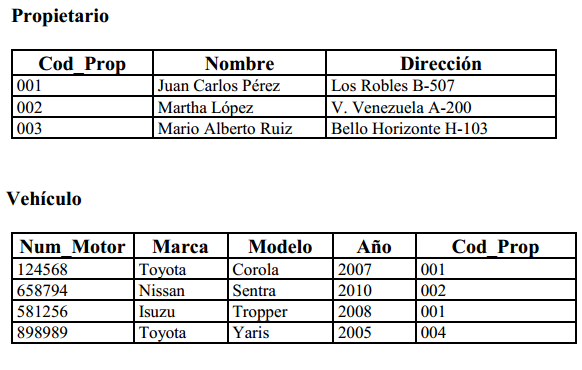 Propietario
Cod_Prop Nombre Dirección
001 Juan Carlos Pérez Los Robles B-507
002 Martha López V. Venezuela A-200
003 Mario Alberto Ruiz Bello Horizonte H-103
Vehículo
Num_Motor Marca Modelo Año Cod_Prop
124568 Toyota Corola 2007 001
658794 Nissan Sentra 2010 002
581256 Isuzu Tropper 2008 001
898989 Toyota Yaris 2005 004